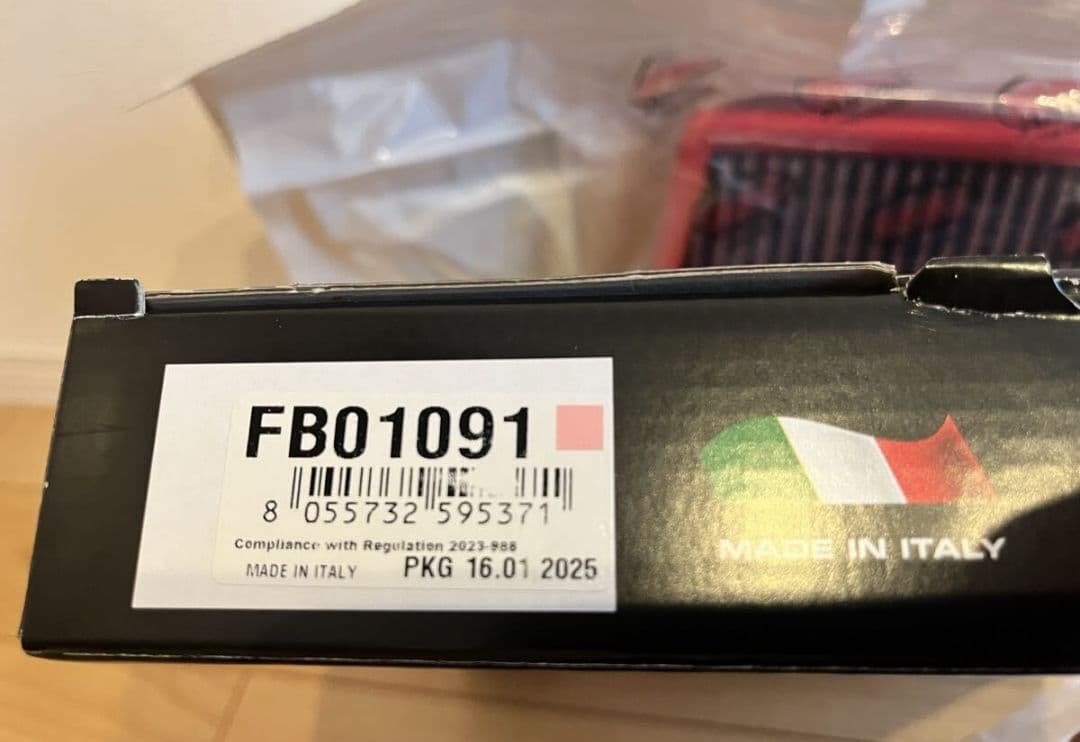 FB01091
8 055732 595371
Compliance with Regulation 2023-988
MADE IN ITALY PKG 16.01 2025
MADE IN ITALY